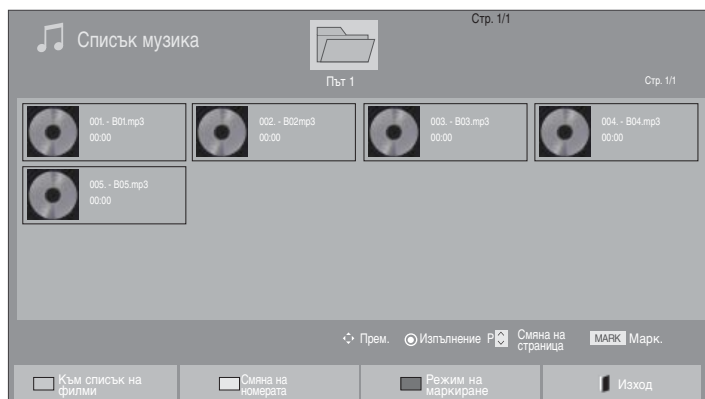 Стр. 1/1
Списък музика
Път 1
Стр. 1/1
001. - B01.mp3
00:00
002. - B02mp3
00:00
003. - B03.mp3
00:00
004. - B04.mp3
00:00
005. - B05.mp3
00:00
Прем. Изпълнение P Смяна на страница MARK Марк.
Към списък на
филми
Смяна на
номерата
Режим на
маркиране
Изход